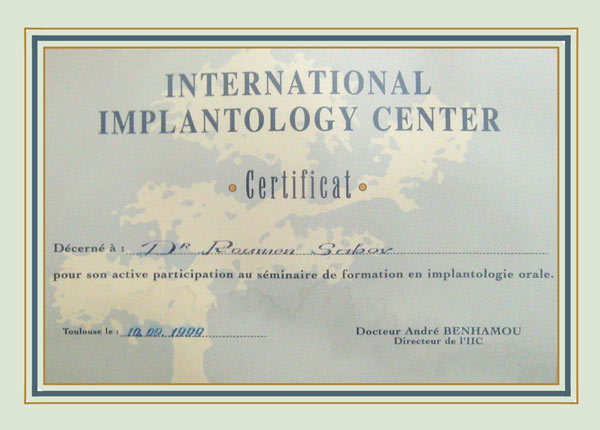 INTERNATIONAL
IMPLANTOLOGY CENTER
• Certificat •
Décerné à : Dr Roumen Sabov
pour son active participation au séminaire de formation en implantologie orale.
Toulouse le : 10.09.1999
Docteur André BENHAMOU
Directeur de l'IIC